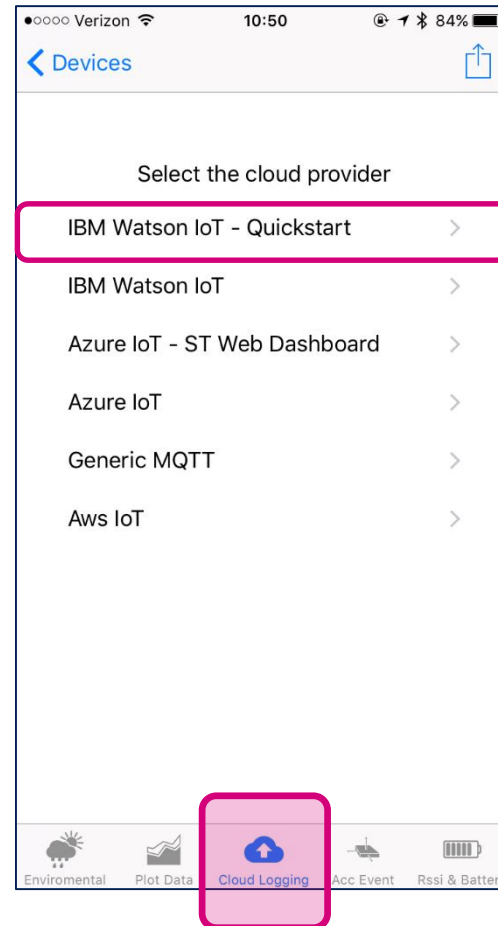 Verizon 10:50 84%
Devices
Select the cloud provider
IBM Watson IoT - Quickstart
IBM Watson IoT
Azure IoT - ST Web Dashboard
Azure IoT
Generic MQTT
Aws IoT
Enviromental Plot Data Cloud Logging Acc Event Rssi & Batter